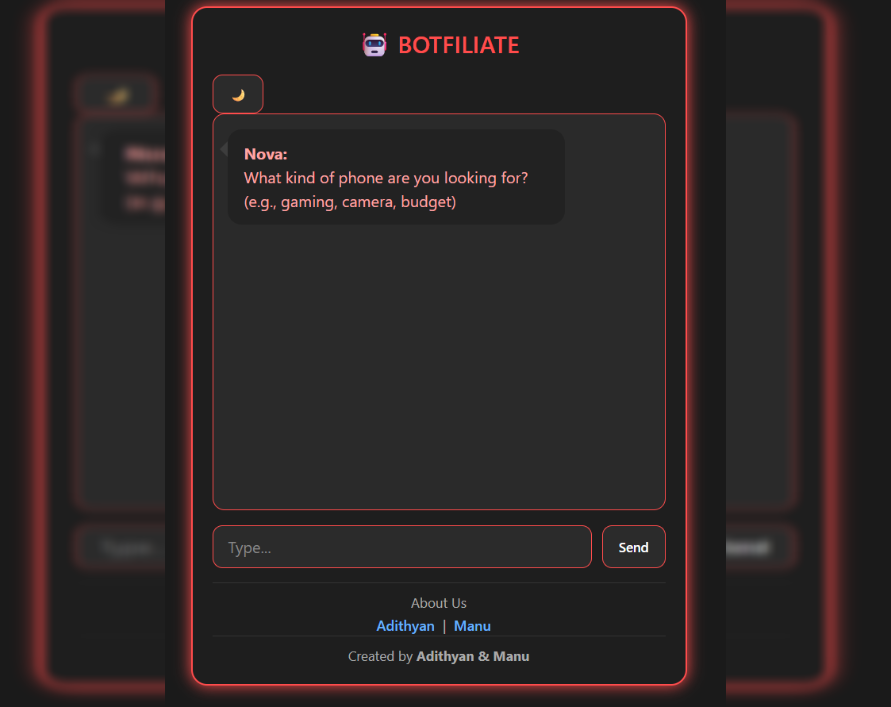 BOTFILIATE
Nova:
What kind of phone are you looking for?
(e.g., gaming, camera, budget)
Type...
Send
About Us
Adithyan | Manu
Created by Adithyan & Manu